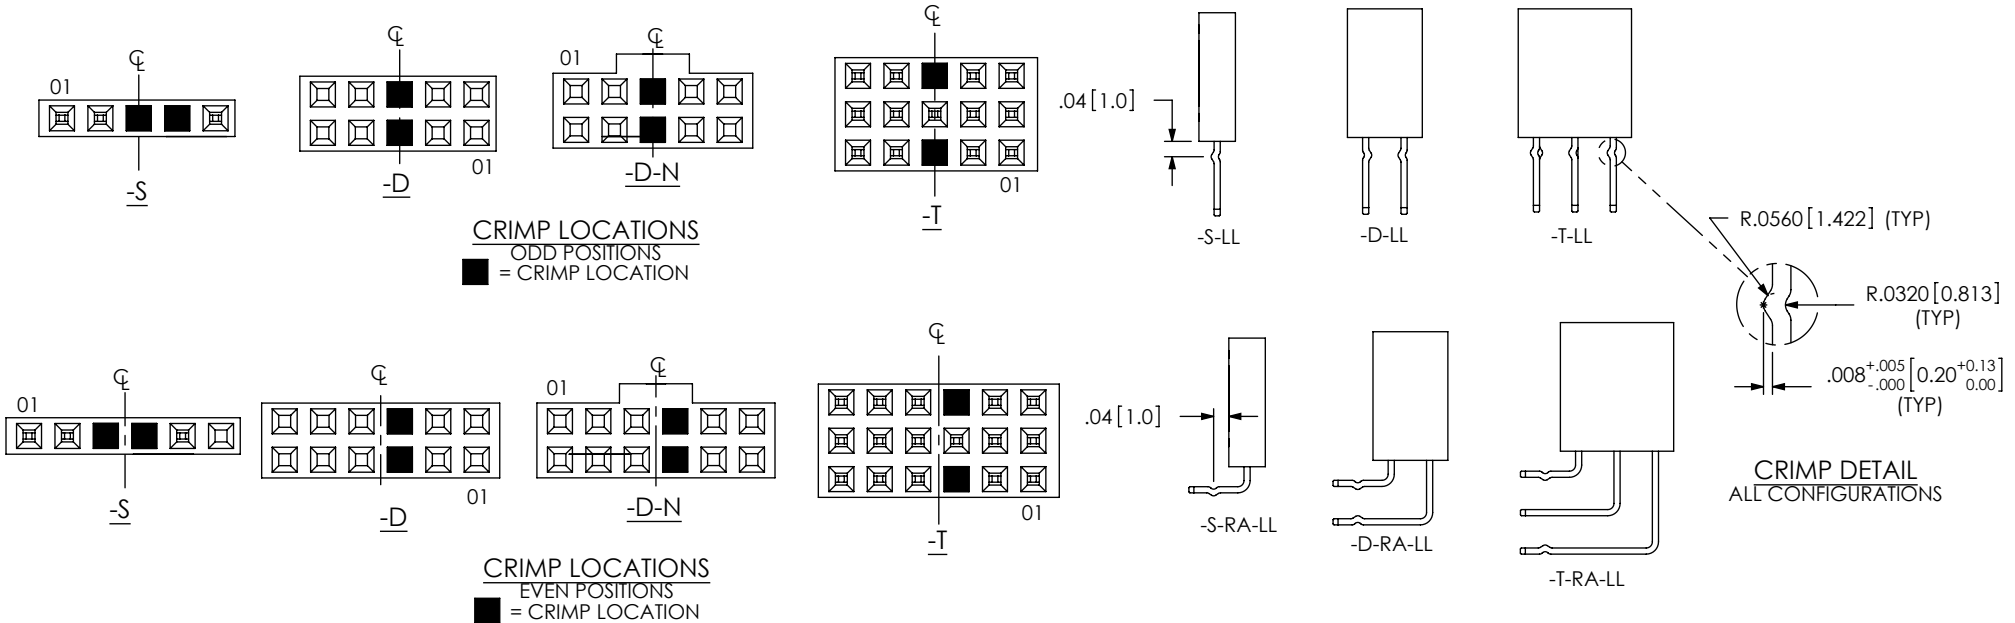 ℄
01
-S
℄
01
-D
℄
01
-D-N
℄
01
-T
CRIMP LOCATIONS
ODD POSITIONS
= CRIMP LOCATION
.04[1.0]
-S-LL
-D-LL
-T-LL
R.0560[1.422] (TYP)
R.0320[0.813]
(TYP)
.008 +.005 -.000 [0.20 +0.13 0.00]
(TYP)
CRIMP DETAIL
ALL CONFIGURATIONS
℄
01
-S
℄
01
-D
℄
01
-D-N
℄
01
-T
CRIMP LOCATIONS
EVEN POSITIONS
= CRIMP LOCATION
.04[1.0]
-S-RA-LL
-D-RA-LL
-T-RA-LL